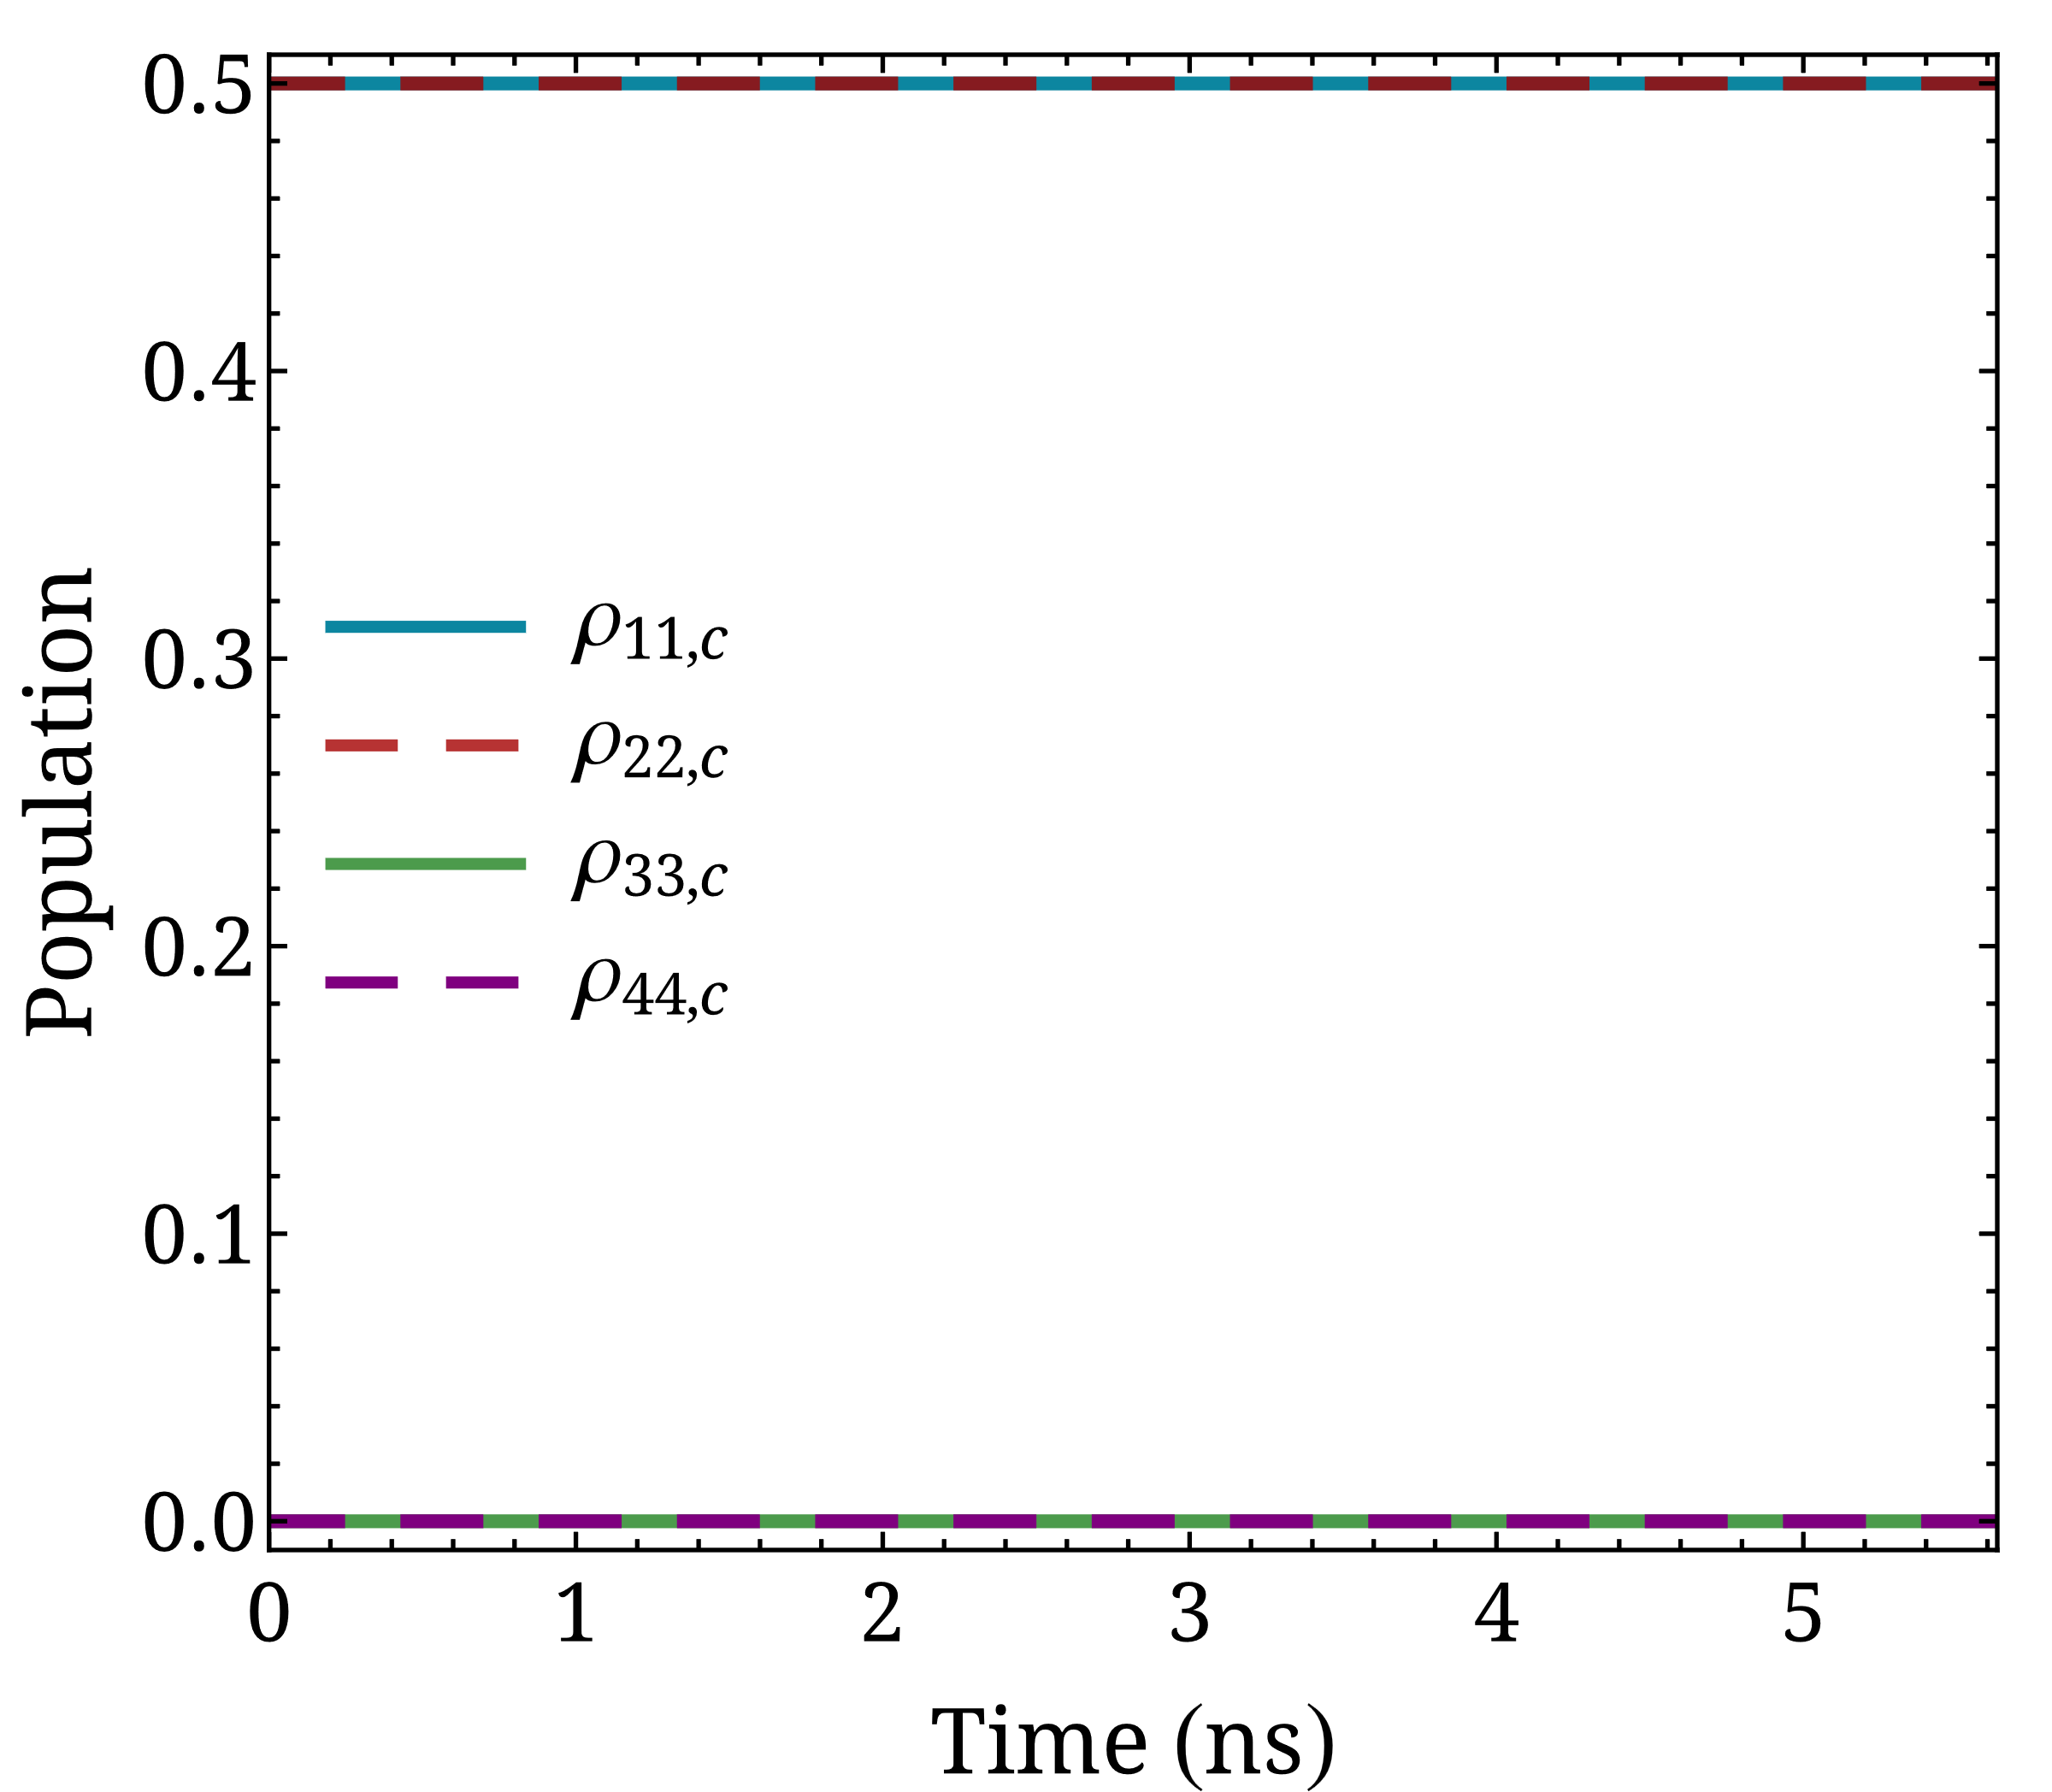 Population
0.5
0.4
0.3
0.2
0.1
0.0
ρ11,c
ρ22,c
ρ33,c
ρ44,c
0 1 2 3 4 5
Time (ns)